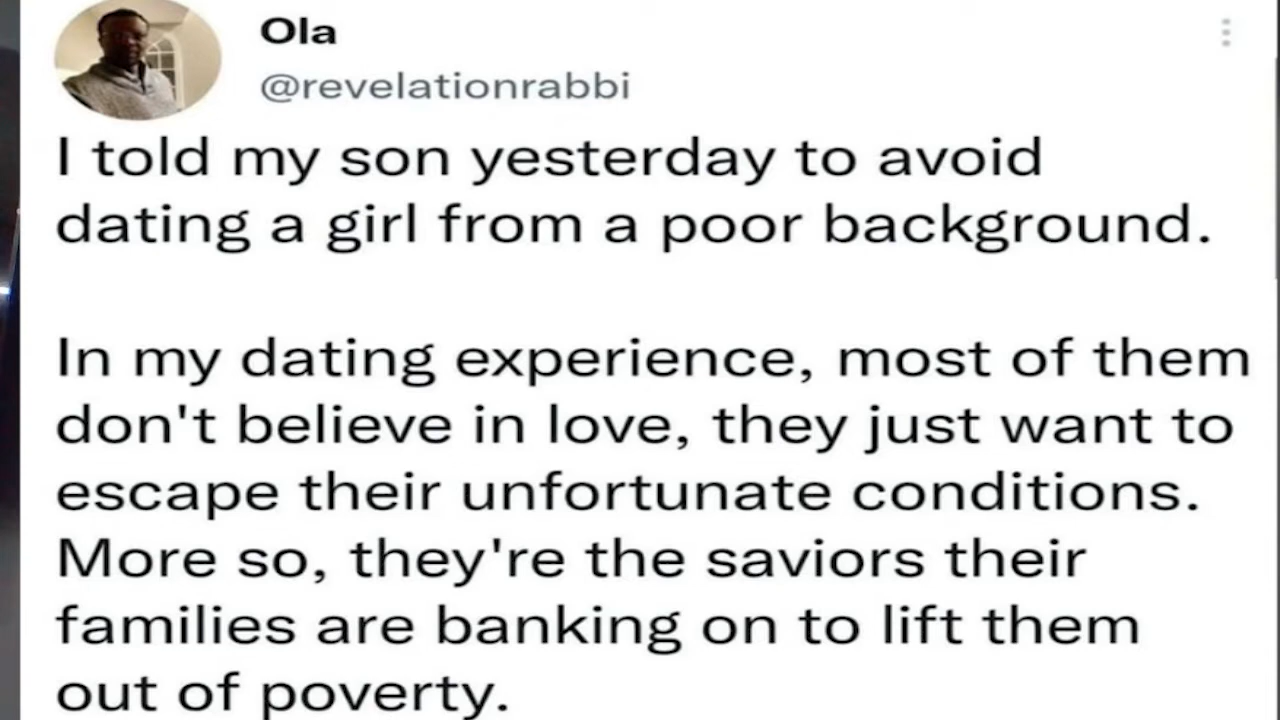 Ola
@revelationrabbi
I told my son yesterday to avoid
dating a girl from a poor background.
In my dating experience, most of them
don't believe in love, they just want to
escape their unfortunate conditions.
More so, they're the saviors their
families are banking on to lift them
out of poverty.